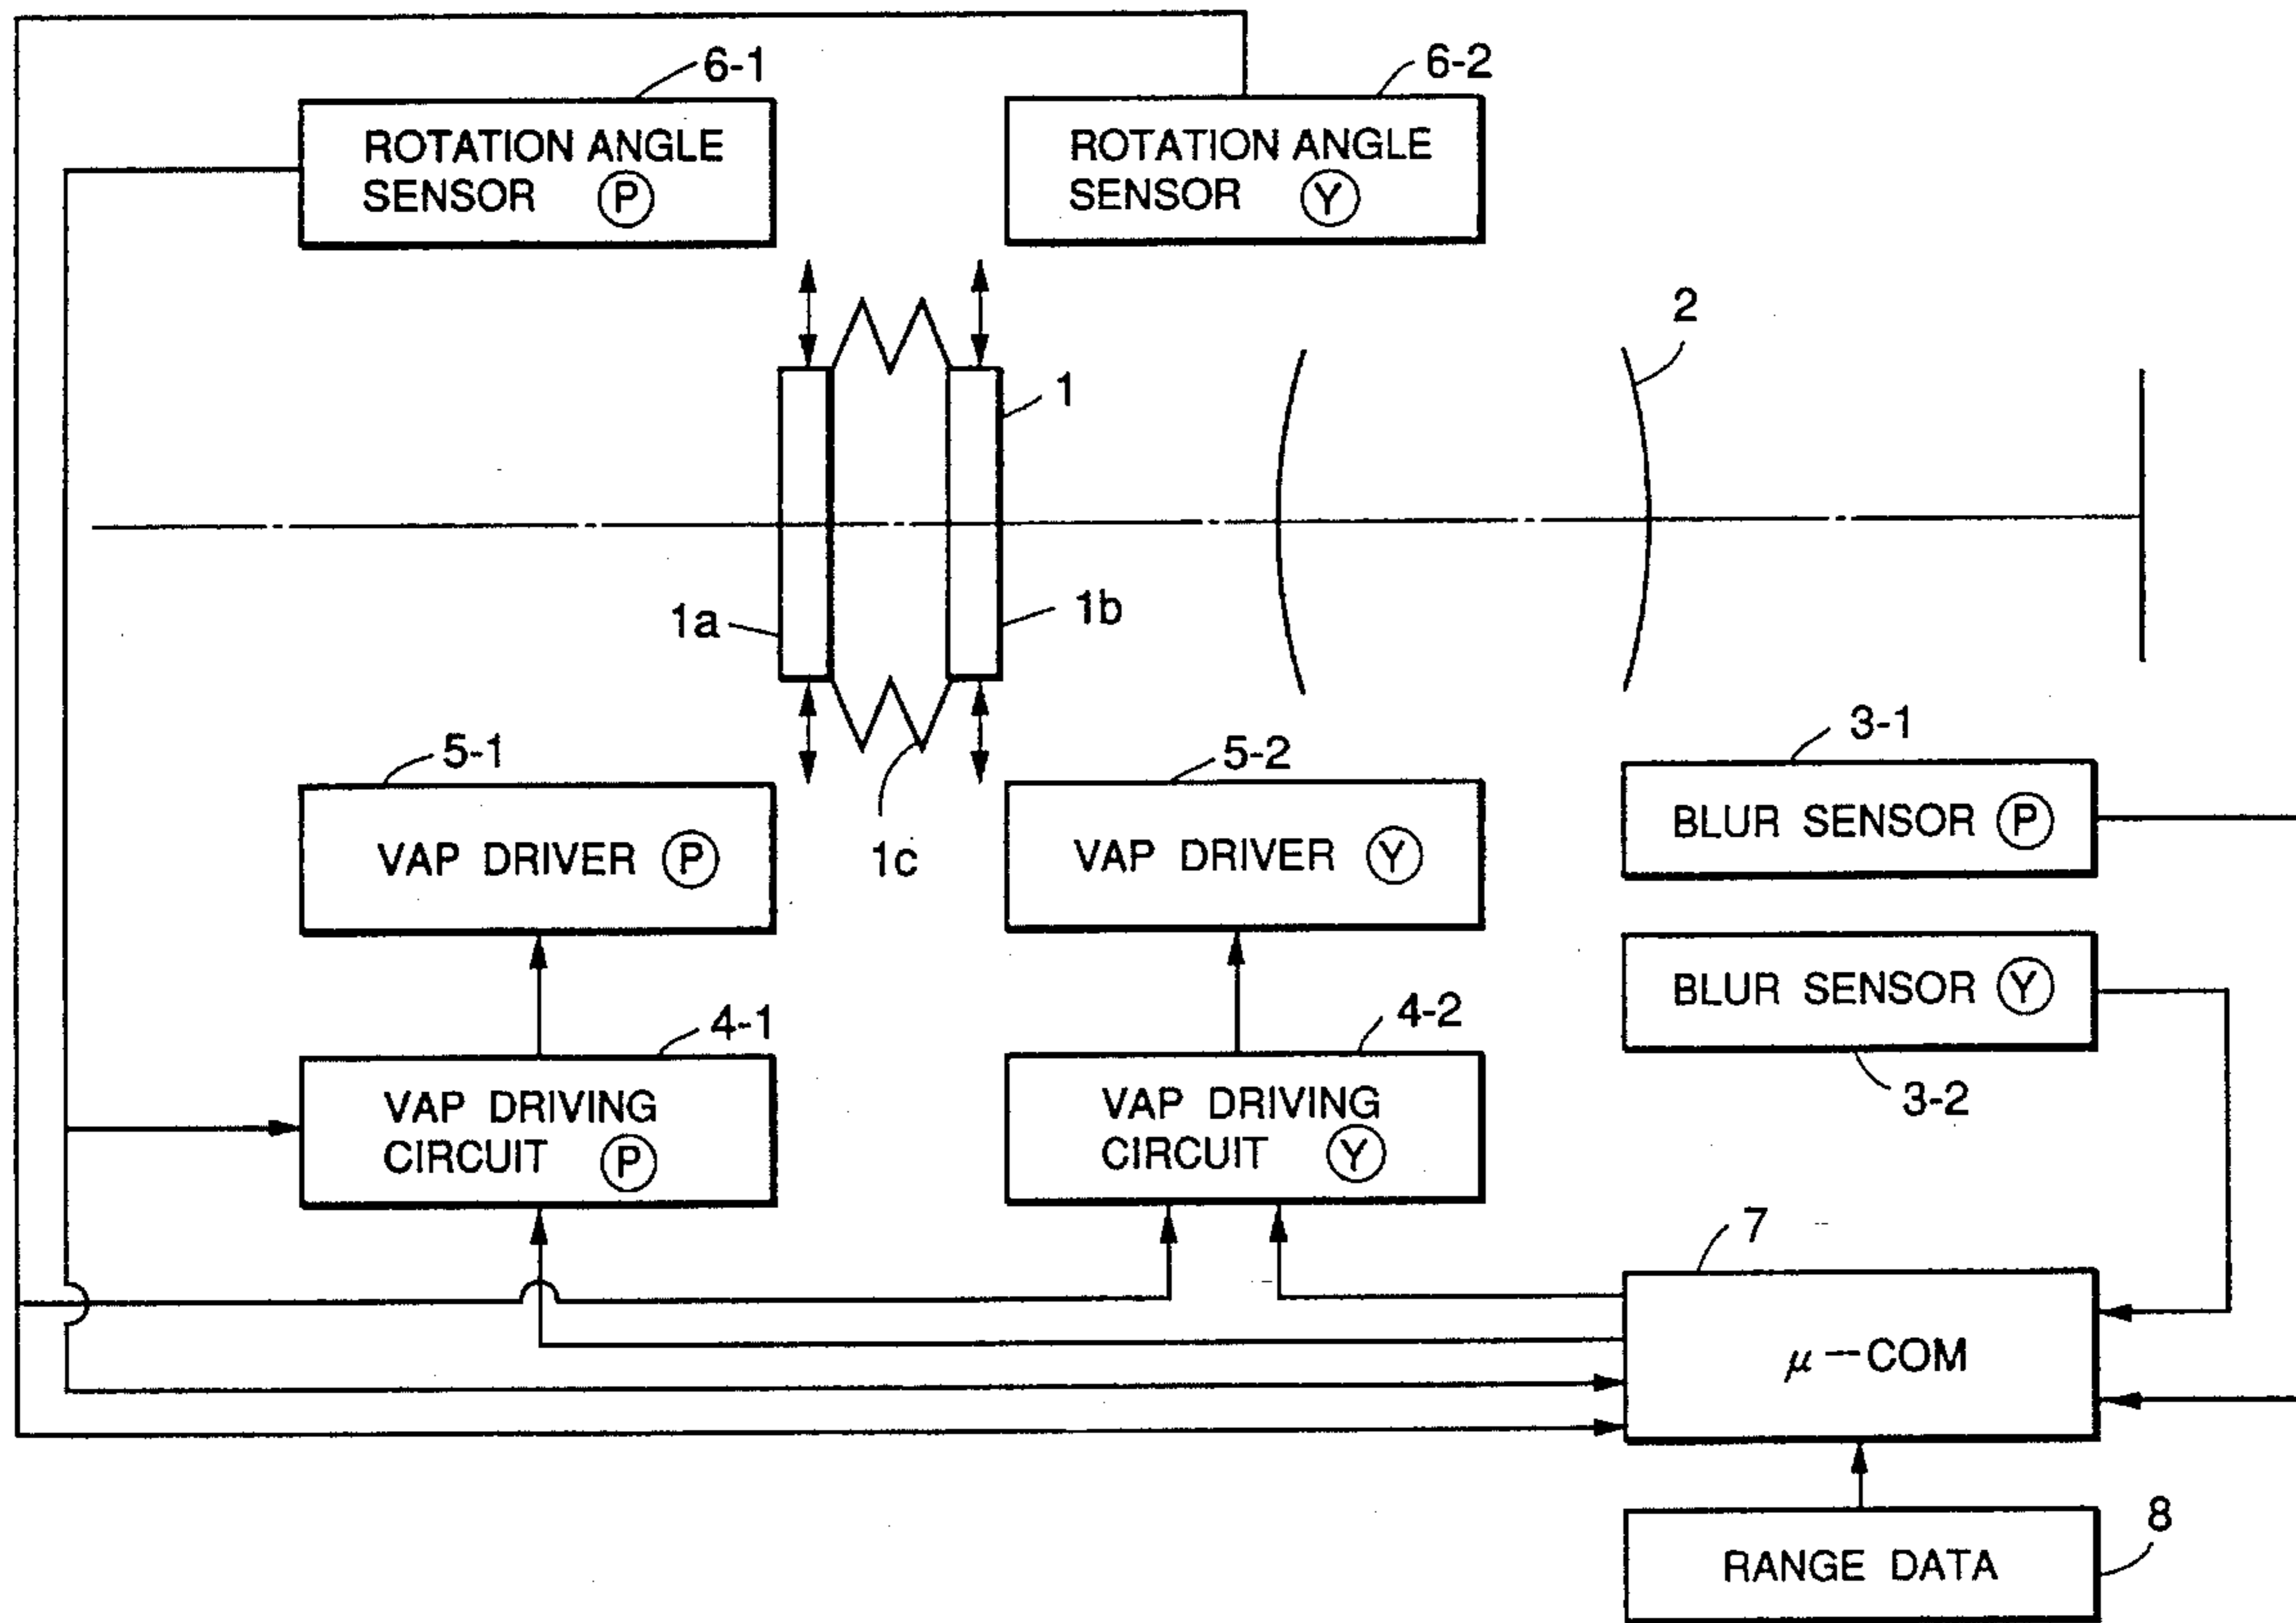 6-1
6-2
ROTATION ANGLE
SENSOR Ⓟ
ROTATION ANGLE
SENSOR Ⓨ
2
1
1a
1b
5-1
5-2
3-1
1c
VAP DRIVER Ⓟ
VAP DRIVER Ⓨ
BLUR SENSOR Ⓟ
BLUR SENSOR Ⓨ
3-2
4-1
4-2
VAP DRIVING
CIRCUIT Ⓟ
VAP DRIVING
CIRCUIT Ⓨ
7
μ-COM
8
RANGE DATA